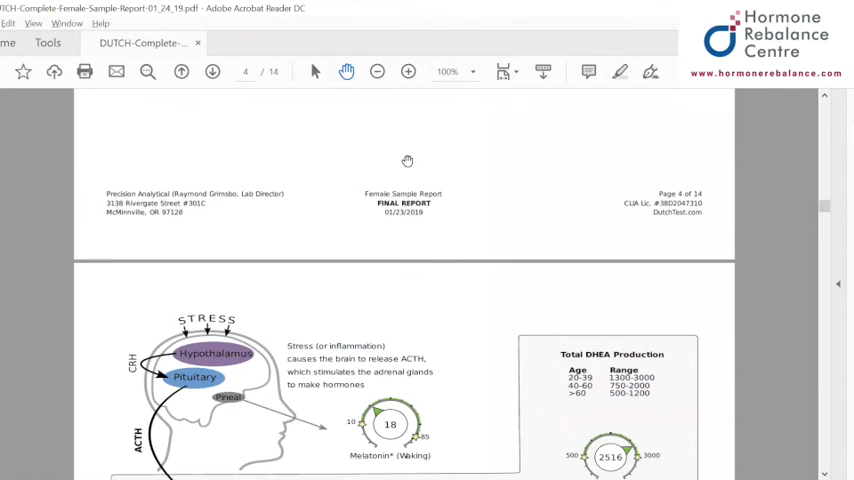 UTCH-Complete-Female-Sample-Report-01_24_19.pdf - Adobe Acrobat Reader DC
Edit View Window Help
me Tools DUTCH-Complete-... ×
4 / 14 100%
Hormone
Rebalance
Centre
www.hormonerebalance.com
Precision Analytical (Raymond Grimsbo, Lab Director)
3138 Rivergate Street #301C
McMinnville, OR 97128
Female Sample Report
FINAL REPORT
01/23/2019
Page 4 of 14
CLIA Lic. #38D2047310
DutchTest.com
STRESS
Hypothalamus
CRH
Pituitary
Pineal
ACTH
Stress (or inflammation)
causes the brain to release ACTH,
which stimulates the adrenal glands
to make hormones
10 18 85
Melatonin* (Waking)
Total DHEA Production
Age Range
20-39 1300-3000
40-60 750-2000
>60 500-1200
500 2516 3000